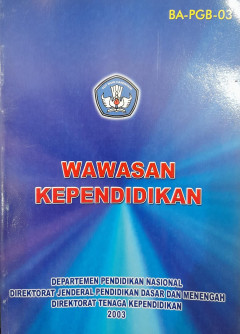 BA-PGB-03
WAWASAN
KEPENDIDIKAN
DEPARTEMEN PENDIDIKAN NASIONAL
DIREKTORAT JENDERAL PENDIDIKAN DASAR DAN MENENGAH
DIREKTORAT TENAGA KEPENDIDIKAN
2003